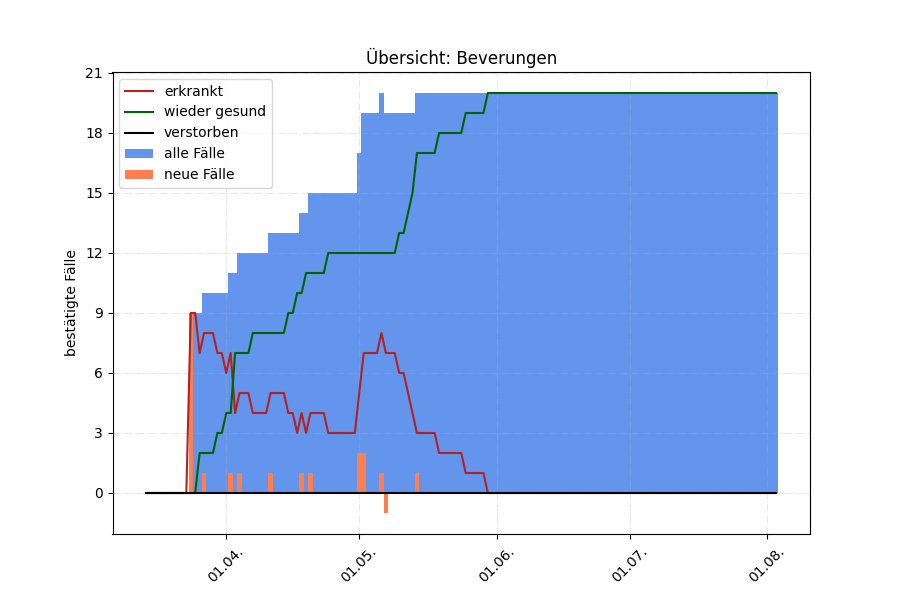 Übersicht: Beverungen
erkrankt
wieder gesund
verstorben
alle Fälle
neue Fälle
bestätigte Fälle
21
18
15
12
9
6
3
0
01.04.
01.05.
01.06.
01.07.
01.08.